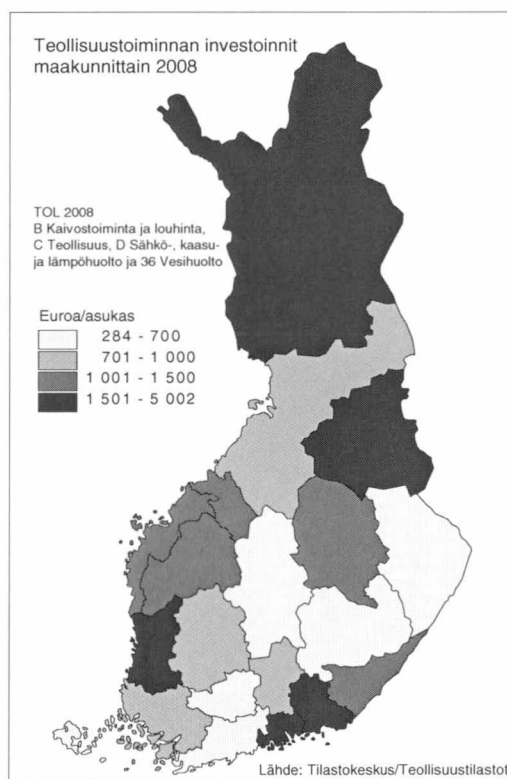 Teollisuustoiminnan investoinnit
maakunnittain 2008
TOL 2008
B Kaivostoiminta ja louhinta,
C Teollisuus, D Sähkö-, kaasu-
ja lämpöhuolto ja 36 Vesihuolto
Euroa/asukas
284 - 700
701 - 1 000
1 001 - 1 500
1 501 - 5 002
Lähde: Tilastokeskus/Teollisuustilastot